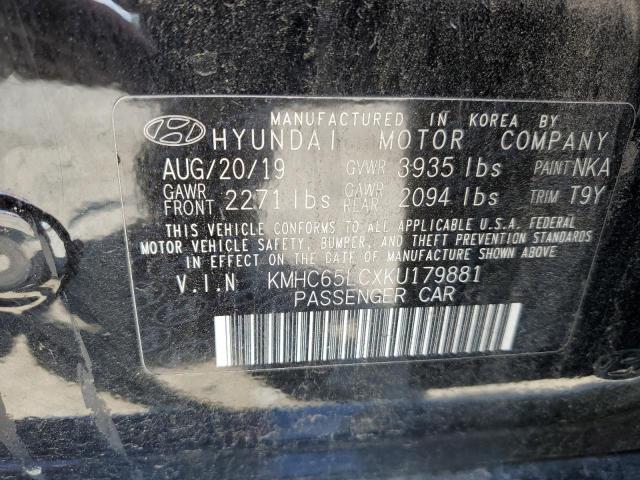 MANUFACTURED IN KOREA BY
HYUNDAI MOTOR COMPANY
AUG/20/19 GVWR 3935 lbs PAINT NKA
GAWR FRONT 2271 lbs GAWR REAR 2094 lbs TRIM T9Y
THIS VEHICLE CONFORMS TO ALL APPLICABLE U.S.A. FEDERAL
MOTOR VEHICLE SAFETY, BUMPER, AND THEFT PREVENTION STANDARDS
IN EFFECT ON THE DATE OF MANUFACTURE SHOWN ABOVE.
V.I.N KMHC65LCXKU179881
PASSENGER CAR